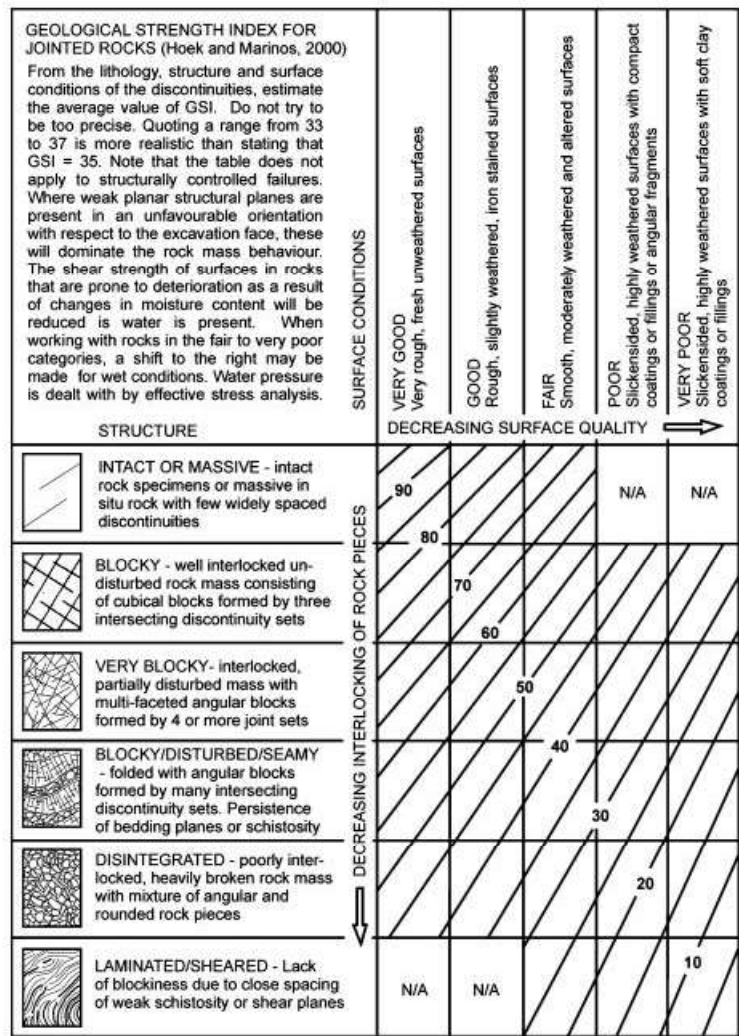 GEOLOGICAL STRENGTH INDEX FOR
JOINTED ROCKS (Hoek and Marinos, 2000)
From the lithology, structure and surface
conditions of the discontinuities, estimate
the average value of GSI. Do not try to
be too precise. Quoting a range from 33
to 37 is more realistic than stating that
GSI = 35. Note that the table does not
apply to structurally controlled failures.
Where weak planar structural planes are
present in an unfavourable orientation
with respect to the excavation face, these
will dominate the rock mass behaviour.
The shear strength of surfaces in rocks
that are prone to deterioration as a result
of changes in moisture content will be
reduced is water is present. When
working with rocks in the fair to very poor
categories, a shift to the right may be
made for wet conditions. Water pressure
is dealt with by effective stress analysis.
STRUCTURE
SURFACE CONDITIONS
VERY GOOD
Very rough, fresh unweathered surfaces
GOOD
Rough, slightly weathered, iron stained surfaces
FAIR
Smooth, moderately weathered and altered surfaces
POOR
Slickensided, highly weathered surfaces with compact
coatings or fillings or angular fragments
VERY POOR
Slickensided, highly weathered surfaces with soft clay
coatings or fillings
DECREASING SURFACE QUALITY
DECREASING INTERLOCKING OF ROCK PIECES
INTACT OR MASSIVE - intact
rock specimens or massive in
situ rock with few widely spaced
discontinuities
90
80
N/A
N/A
BLOCKY - well interlocked un-
disturbed rock mass consisting
of cubical blocks formed by three
intersecting discontinuity sets
70
60
VERY BLOCKY- interlocked,
partially disturbed mass with
multi-faceted angular blocks
formed by 4 or more joint sets
50
40
BLOCKY/DISTURBED/SEAMY
- folded with angular blocks
formed by many intersecting
discontinuity sets. Persistence
of bedding planes or schistosity
30
DISINTEGRATED - poorly inter-
locked, heavily broken rock mass
with mixture of angular and
rounded rock pieces
20
LAMINATED/SHEARED - Lack
of blockiness due to close spacing
of weak schistosity or shear planes
N/A
N/A
10